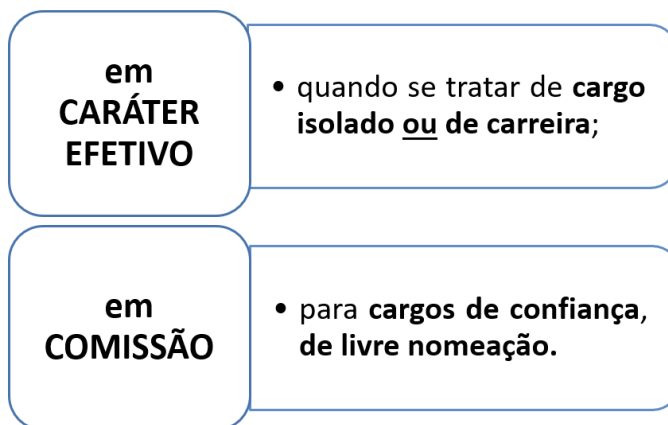 em
CARÁTER
EFETIVO
• quando se tratar de cargo
isolado ou de carreira;
em
COMISSÃO
• para cargos de confiança,
de livre nomeação.